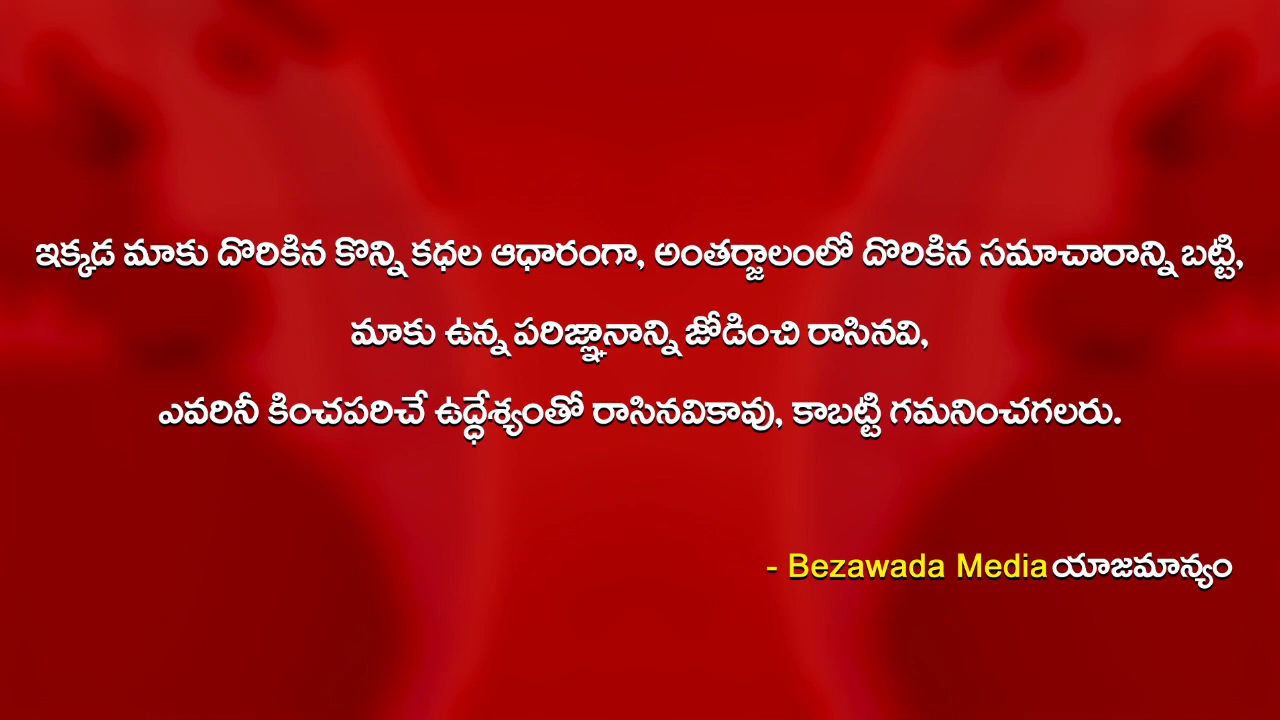 ఇక్కడ మాకు దొరికిన కొన్ని కధల ఆధారంగా, అంతర్జాలంలో దొరికిన సమాచారాన్ని బట్టి,
మాకు ఉన్న పరిజ్ఞానాన్ని జోడించి రాసినవి,
ఎవరినీ కించపరిచే ఉద్ధేశ్యంతో రాసినవికావు, కాబట్టి గమనించగలరు.
- Bezawada Media యాజమాన్యం